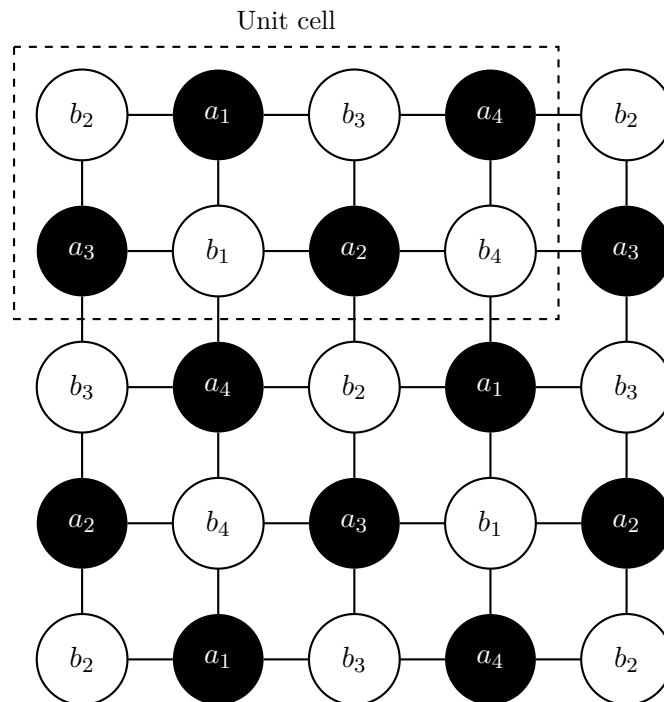 Unit cell
b₂ a₁ b₃ a₄ b₂
a₃ b₁ a₂ b₄ a₃
b₃ a₄ b₂ a₁ b₃
a₂ b₄ a₃ b₁ a₂
b₂ a₁ b₃ a₄ b₂